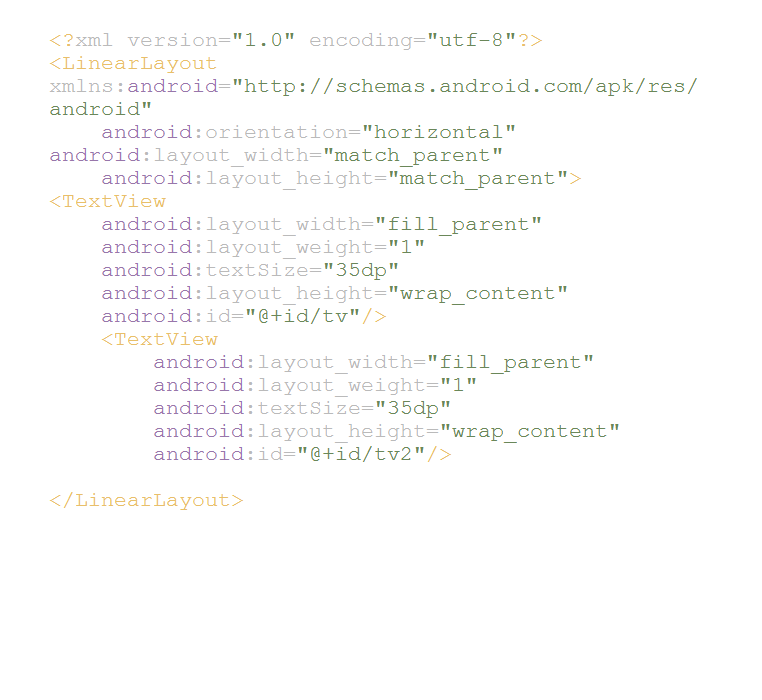 <?xml version="1.0" encoding="utf-8"?>
<LinearLayout
xmlns:android="http://schemas.android.com/apk/res/
android"
    android:orientation="horizontal"
android:layout_width="match_parent"
    android:layout_height="match_parent">
<TextView
    android:layout_width="fill_parent"
    android:layout_weight="1"
    android:textSize="35dp"
    android:layout_height="wrap_content"
    android:id="@+id/tv"/>
    <TextView
        android:layout_width="fill_parent"
        android:layout_weight="1"
        android:textSize="35dp"
        android:layout_height="wrap_content"
        android:id="@+id/tv2"/>

</LinearLayout>